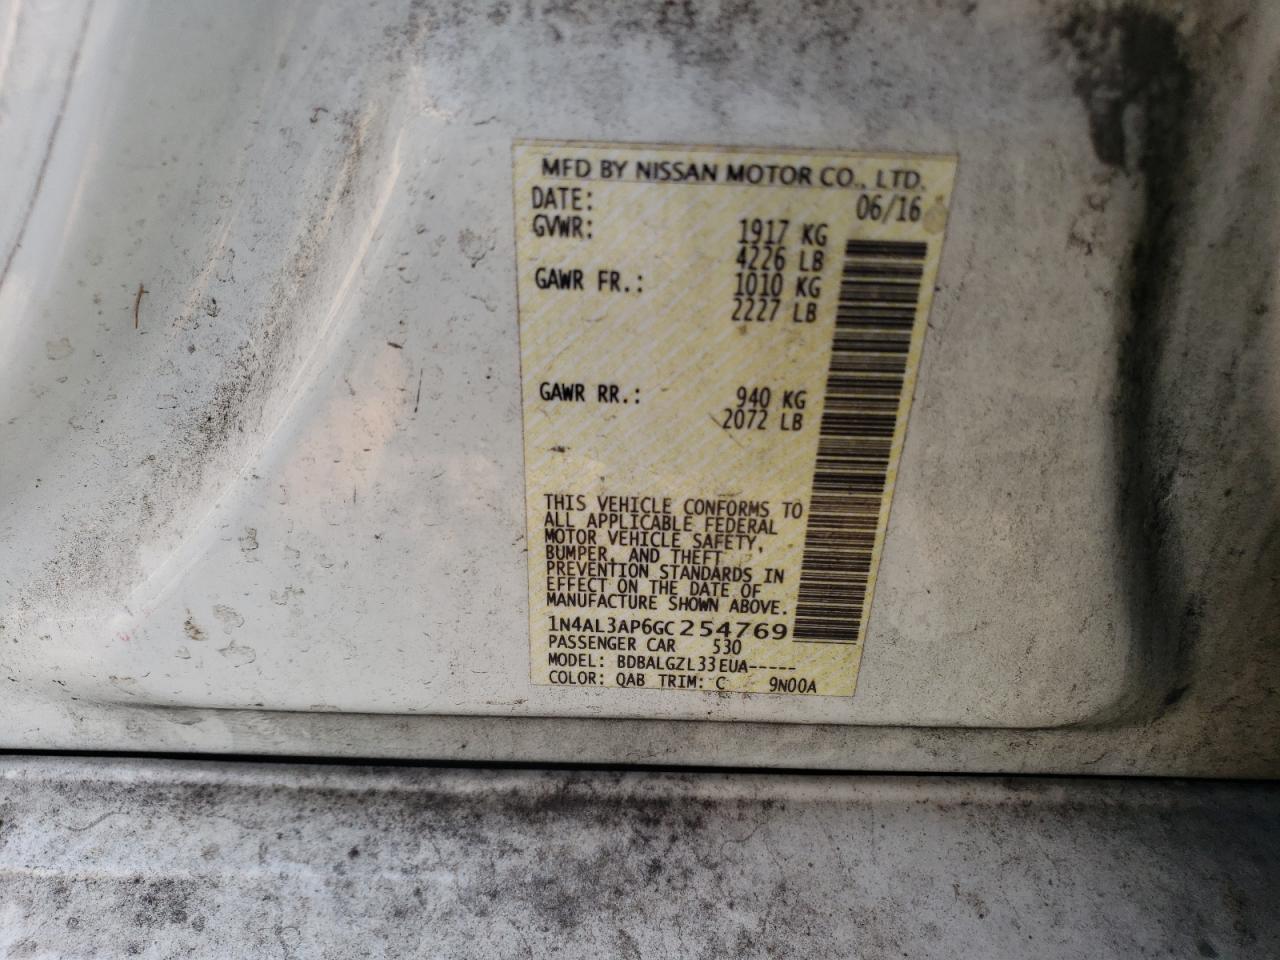 MFD BY NISSAN MOTOR CO., LTD.
DATE: 06/16
GVWR: 1917 KG
4226 LB
GAWR FR.: 1010 KG
2227 LB
GAWR RR.: 940 KG
2072 LB
THIS VEHICLE CONFORMS TO
ALL APPLICABLE FEDERAL
MOTOR VEHICLE SAFETY,
BUMPER, AND THEFT
PREVENTION STANDARDS IN
EFFECT ON THE DATE OF
MANUFACTURE SHOWN ABOVE.
1N4AL3AP6GC254769
PASSENGER CAR 530
MODEL: BDBALGZL33EUA-----
COLOR: QAB TRIM: C 9N00A